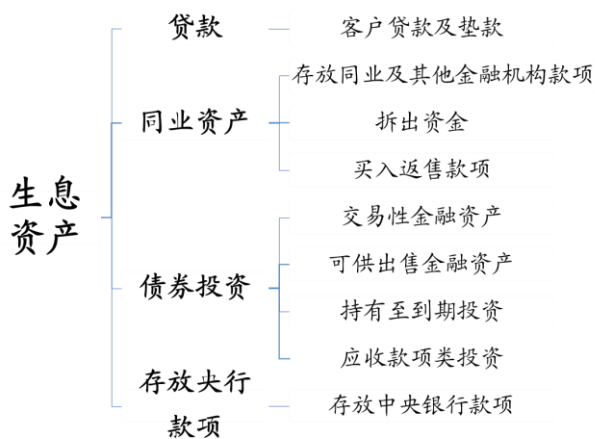 生息
资产
贷款
客户贷款及垫款
同业资产
存放同业及其他金融机构款项
拆出资金
买入返售款项
债券投资
交易性金融资产
可供出售金融资产
持有至到期投资
应收款项类投资
存放央行
款项
存放中央银行款项